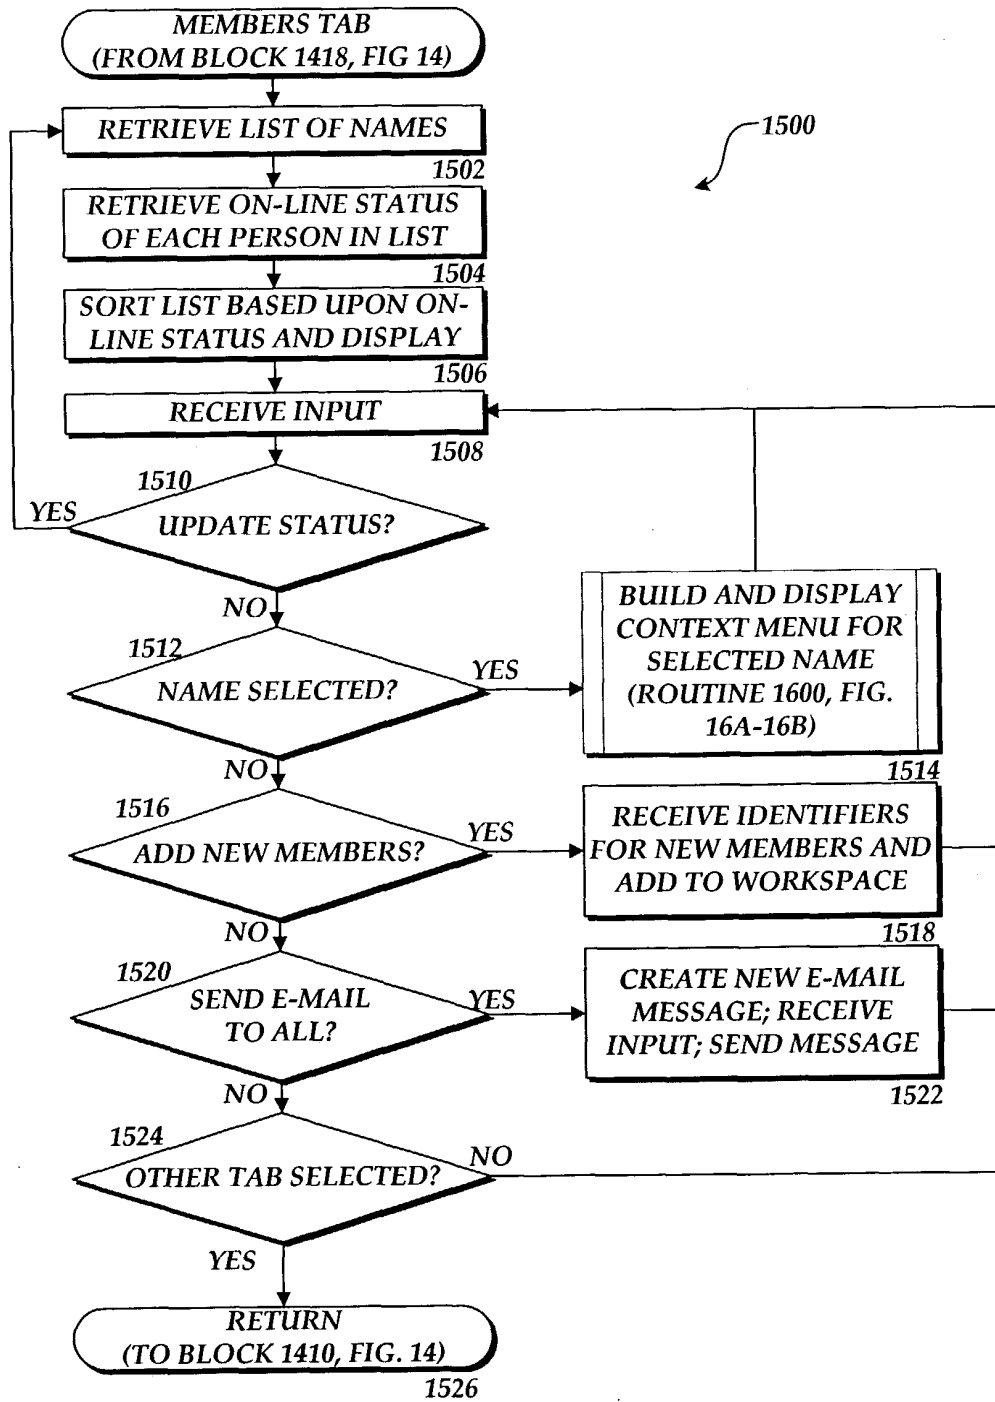 MEMBERS TAB
(FROM BLOCK 1418, FIG 14)
RETRIEVE LIST OF NAMES
1500
1502
RETRIEVE ON-LINE STATUS
OF EACH PERSON IN LIST
1504
SORT LIST BASED UPON ON-
LINE STATUS AND DISPLAY
1506
RECEIVE INPUT
1508
1510
YES
UPDATE STATUS?
NO
BUILD AND DISPLAY
CONTEXT MENU FOR
SELECTED NAME
(ROUTINE 1600, FIG.
16A-16B)
1514
1512
YES
NAME SELECTED?
NO
1516
YES
ADD NEW MEMBERS?
RECEIVE IDENTIFIERS
FOR NEW MEMBERS AND
ADD TO WORKSPACE
1518
NO
1520
SEND E-MAIL
TO ALL?
YES
CREATE NEW E-MAIL
MESSAGE; RECEIVE
INPUT; SEND MESSAGE
1522
NO
1524
NO
OTHER TAB SELECTED?
YES
RETURN
(TO BLOCK 1410, FIG. 14)
1526